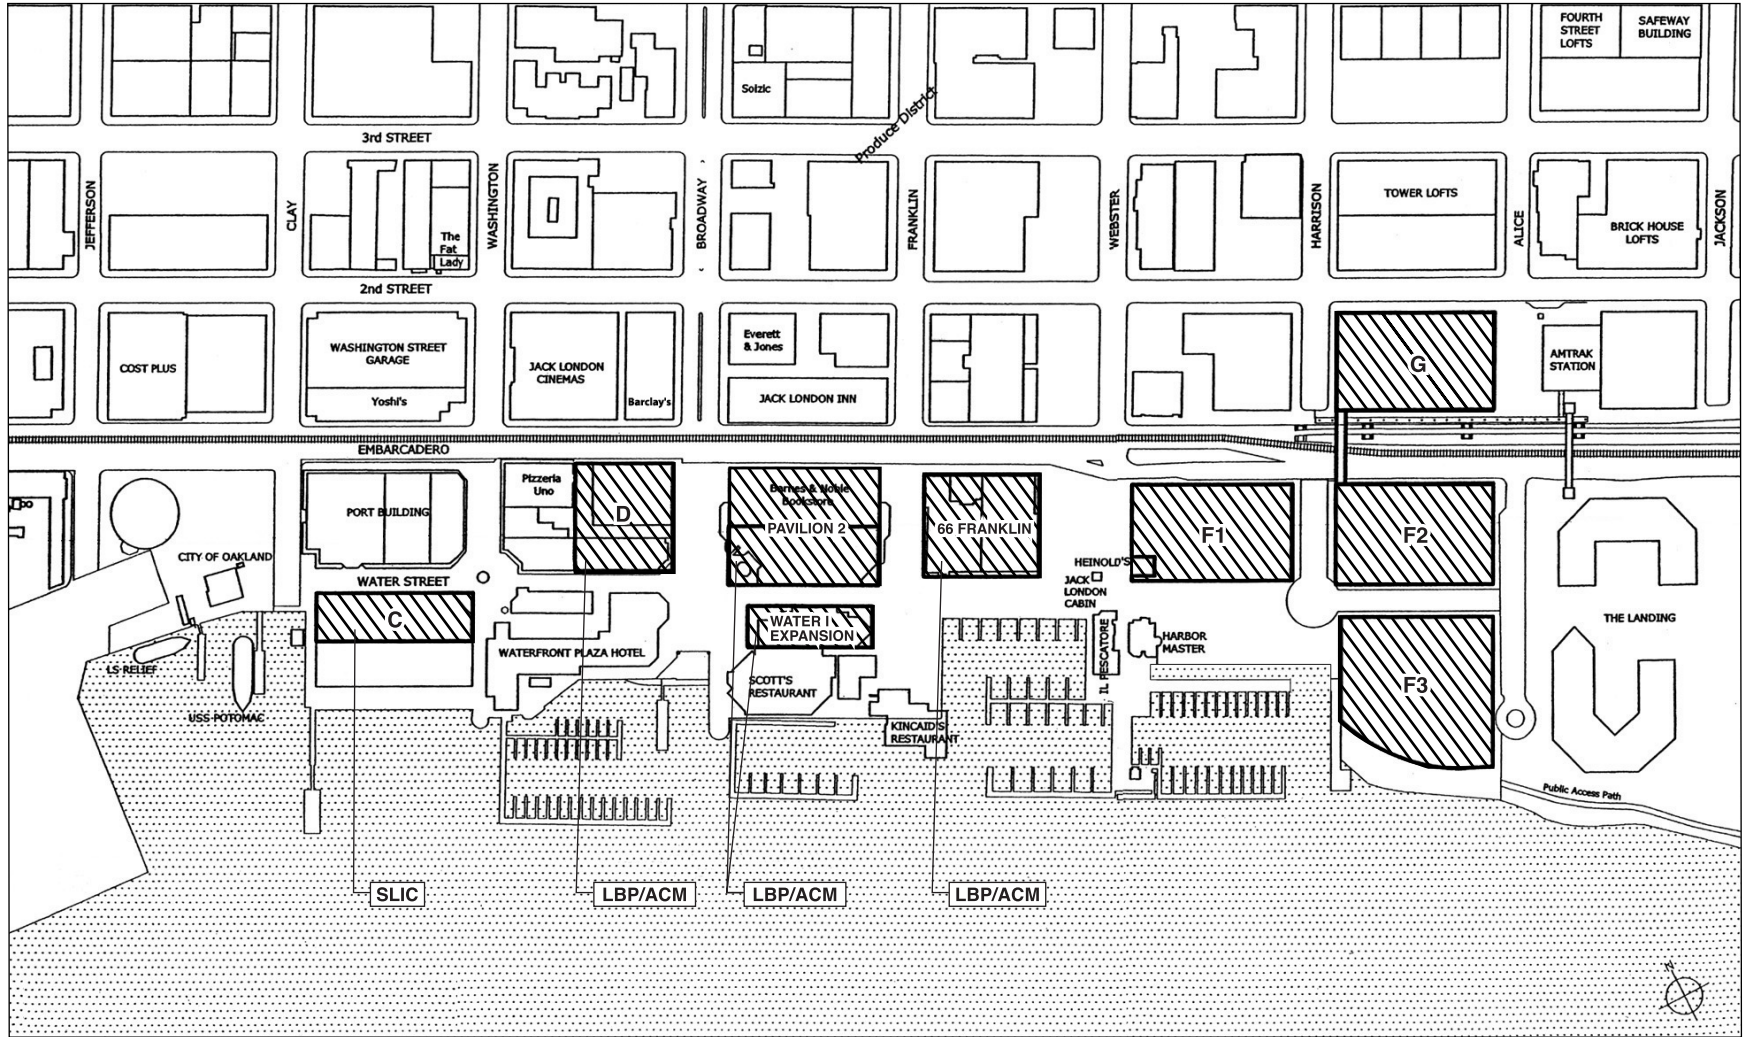 FOURTH
STREET
LOFTS
SAFEWAY
BUILDING
Solzic
Produce District
3rd STREET
JEFFERSON
CLAY
WASHINGTON
BROADWAY
FRANKLIN
WEBSTER
HARRISON
ALICE
JACKSON
The
Fat
Lady
TOWER LOFTS
BRICK HOUSE
LOFTS
2nd STREET
COST PLUS
WASHINGTON STREET
GARAGE
Yoshi's
JACK LONDON
CINEMAS
Barclay's
Everett
& Jones
JACK LONDON INN
G
AMTRAK
STATION
EMBARCADERO
PORT BUILDING
Pizzeria
Uno
D
Barnes & Noble
Bookstore
PAVILION 2
66 FRANKLIN
F1
F2
CITY OF OAKLAND
WATER STREET
HEINOLD'S
JACK
LONDON
CABIN
C
WATER I
EXPANSION
WATERFRONT PLAZA HOTEL
IL PESCATORE
HARBOR
MASTER
THE LANDING
LS RELIEF
USS POTOMAC
SCOTT'S
RESTAURANT
KINCAID'S
RESTAURANT
F3
Public Access Path
SLIC
LBP/ACM
LBP/ACM
LBP/ACM
N